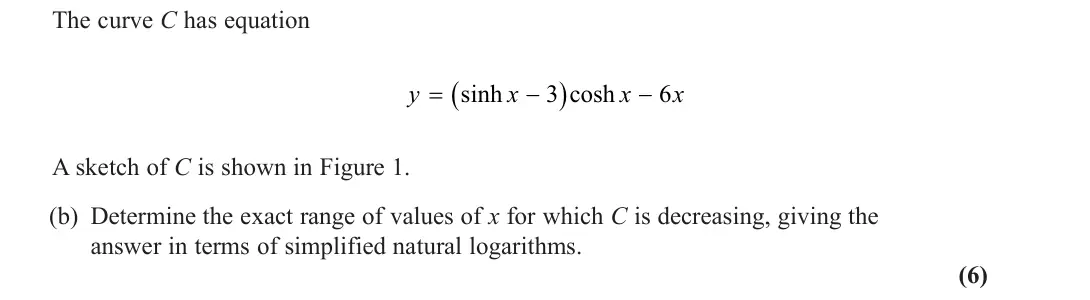 The curve C has equation
y = (sinh x − 3)cosh x − 6x
A sketch of C is shown in Figure 1.
(b) Determine the exact range of values of x for which C is decreasing, giving the
answer in terms of simplified natural logarithms.
(6)